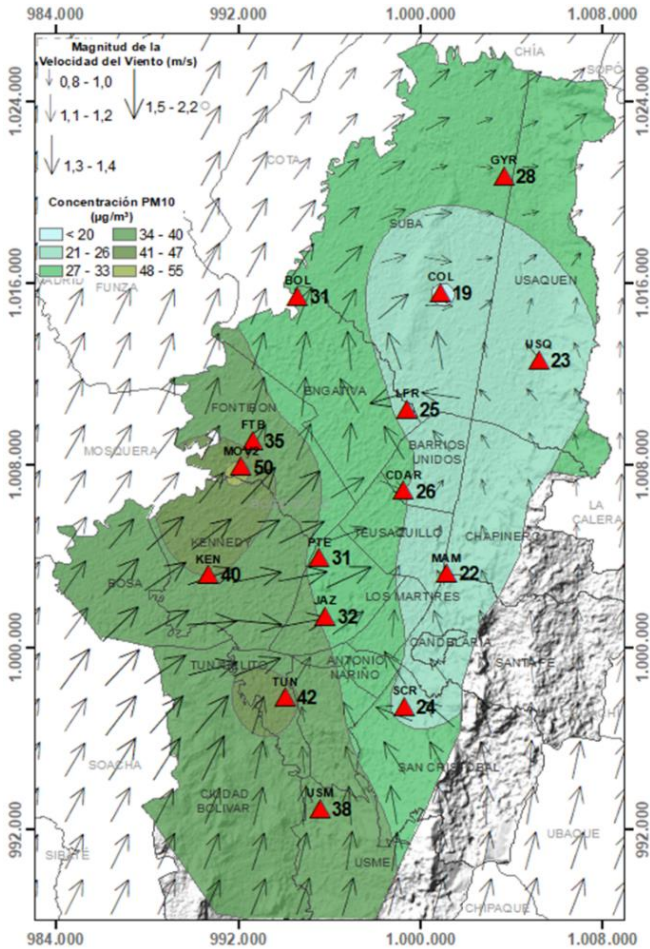 984.000 992.000 1.000.000 1.008.000
Magnitud de la
Velocidad del Viento (m/s)
0,8 - 1,0
1,1 - 1,2
1,3 - 1,4
1,5 - 2,2
Concentración PM10
(µg/m³)
< 20
21 - 26
27 - 33
34 - 40
41 - 47
48 - 55
1.024.000
1.016.000
1.008.000
1.000.000
992.000
CHÍA
SOPÓ
COTA
GYR
28
SUBA
COL
19
USAQUEN
FUNZA
BOL
31
USQ
23
ENGATIVA
LFR
25
FONTIBON
FTB
35
MOSQUERA
50
BARRIOS
UNIDOS
CDAR
26
LA
CALERA
TEUSAQUILLO
CHAPINERO
KENNEDY
PTE
31
KEN
40
BOSA
MAM
22
JAZ
32
LOS MARTIRES
CANDELARIA
TUNJUELITO
ANTONIO
NARIÑO
SANTA FE
TUN
42
SCR
24
SOACHA
SAN CRISTOBAL
CIUDAD
BOLIVAR
USM
38
USME
UBAQUE
SIBATÉ
CHIPAQUE
1.024.000
1.016.000
1.008.000
1.000.000
992.000
984.000 992.000 1.000.000 1.008.000